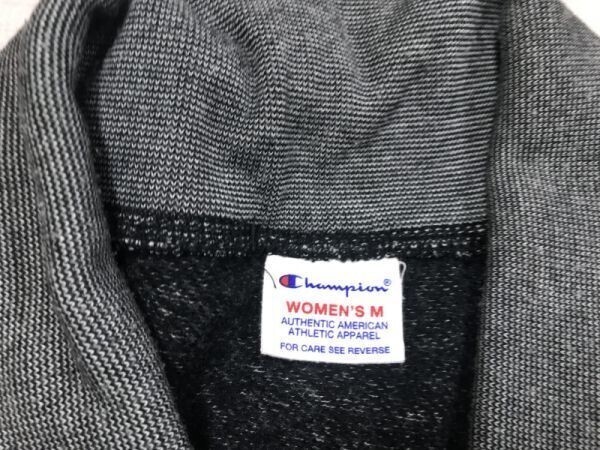 Champion®
WOMEN'S M
AUTHENTIC AMERICAN
ATHLETIC APPAREL
FOR CARE SEE REVERSE